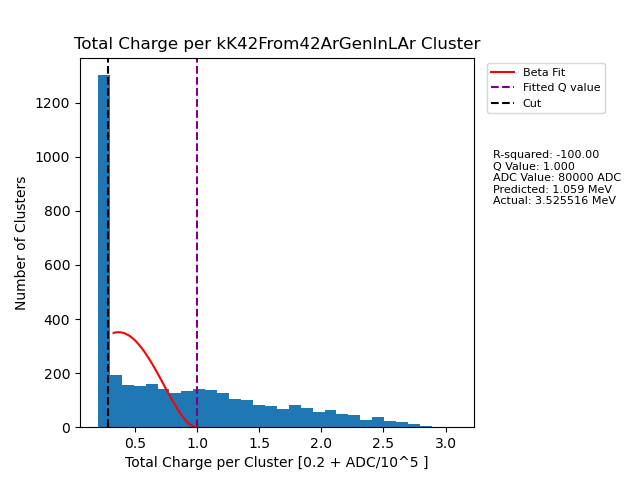 Total Charge per kK42From42ArGenInLAr Cluster
Beta Fit
Fitted Q value
Cut
R-squared: -100.00
Q Value: 1.000
ADC Value: 80000 ADC
Predicted: 1.059 MeV
Actual: 3.525516 MeV
Number of Clusters
1200
1000
800
600
400
200
0
0.5 1.0 1.5 2.0 2.5 3.0
Total Charge per Cluster [0.2 + ADC/10^5 ]